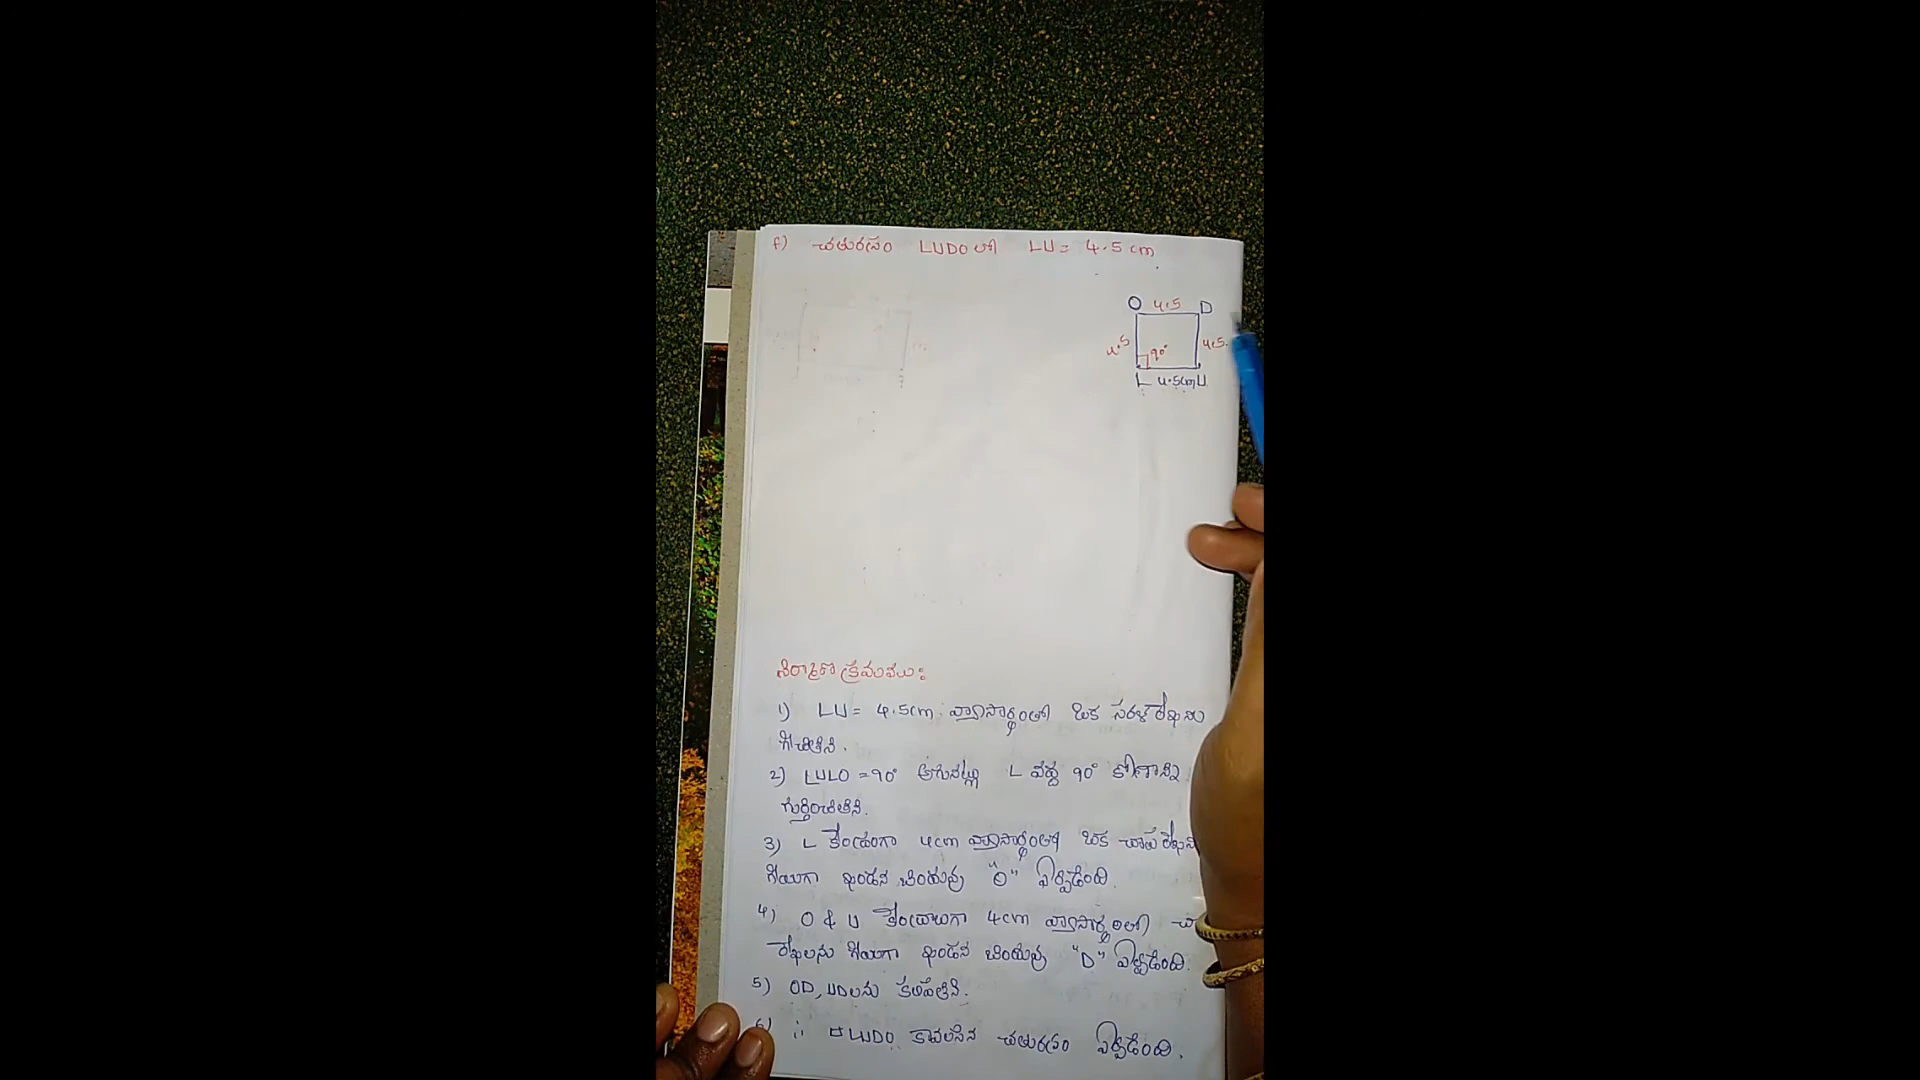 f) చతురస్రం LUDO లో LU = 4.5 cm
O 4.5 D
4.5 90° 4.5
L 4.5cm U
నిర్మాణ క్రమములు:
1) LU = 4.5cm వ్యాసార్థంతో ఒక సరళరేఖను
గీచితిని.
2) ∠ULO = 90° అగునట్లు L వద్ద 90° కోణాన్ని
గుర్తించితిని.
3) L కేంద్రంగా 4cm వ్యాసార్థంతో ఒక చాపరేఖని
గీయగా ఖండన బిందువు "O" ఏర్పడింది.
4) O & U కేంద్రాలుగా 4cm వ్యాసార్థంలో
రేఖలను గీయగా ఖండన బిందువు "D" ఏర్పడింది.
5) OD, UD లను కలిపితిని.
6) ∴ □LUDO కావలసిన చతురస్రం ఏర్పడింది.